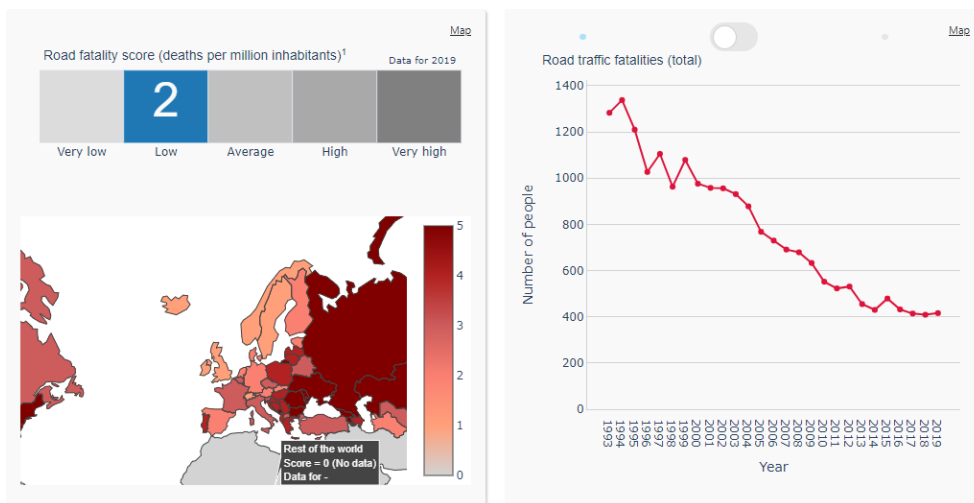 Map
Road fatality score (deaths per million inhabitants)1
Data for 2019
2
Very low Low Average High Very high
5
4
3
2
1
0
Rest of the world
Score = 0 (No data)
Data for -
Map
Road traffic fatalities (total)
1400
1200
1000
800
600
400
200
0
Number of people
1993 1994 1995 1996 1997 1998 1999 2000 2001 2002 2003 2004 2005 2006 2007 2008 2009 2010 2011 2012 2013 2014 2015 2016 2017 2018 2019
Year